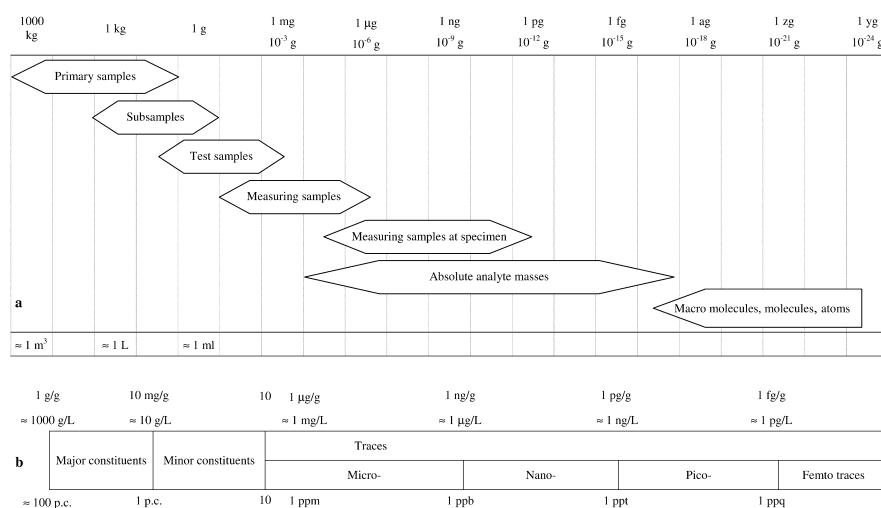 1000 kg 1 kg 1 g 1 mg 1 μg 1 ng 1 pg 1 fg 1 ag 1 zg 1 yg
10⁻³ g 10⁻⁶ g 10⁻⁹ g 10⁻¹² g 10⁻¹⁵ g 10⁻¹⁸ g 10⁻²¹ g 10⁻²⁴ g
Primary samples
Subsamples
Test samples
Measuring samples
Measuring samples at specimen
Absolute analyte masses
a
Macro molecules, molecules, atoms
≈ 1 m³ ≈ 1 L ≈ 1 ml
1 g/g 10 mg/g 10 1 μg/g 1 ng/g 1 pg/g 1 fg/g
≈ 1000 g/L ≈ 10 g/L ≈ 1 mg/L ≈ 1 μg/L ≈ 1 ng/L ≈ 1 pg/L
Traces
b Major constituents Minor constituents
Micro- Nano- Pico- Femto traces
≈ 100 p.c. 1 p.c. 10 1 ppm 1 ppb 1 ppt 1 ppq